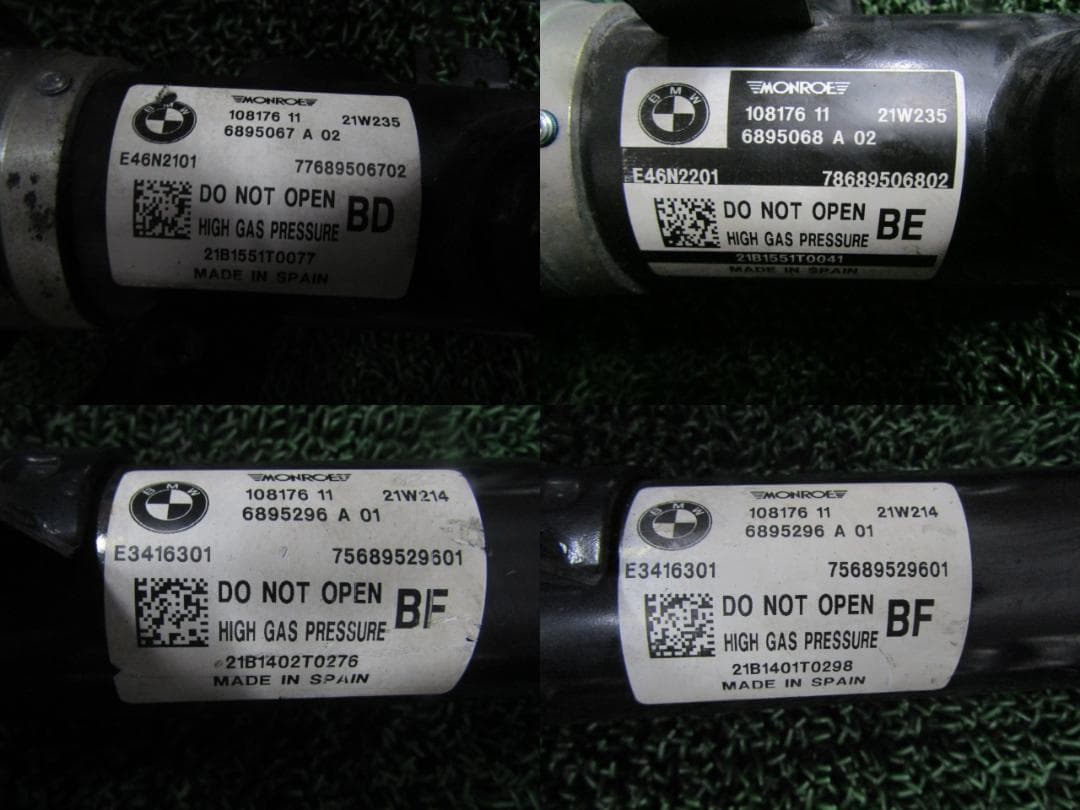 BMW
MONROE
108176 11 21W235
6895067 A 02
E46N2101 77689506702
DO NOT OPEN BD
HIGH GAS PRESSURE
21B1551T0077
MADE IN SPAIN
BMW
MONROE
108176 11 21W235
6895068 A 02
E46N2201 78689506802
DO NOT OPEN BE
HIGH GAS PRESSURE
21B1551T0041
MADE IN SPAIN
BMW
MONROE
108176 11 21W214
6895296 A 01
E3416301 75689529601
DO NOT OPEN BF
HIGH GAS PRESSURE
21B1402T0276
MADE IN SPAIN
BMW
MONROE
108176 11 21W214
6895296 A 01
E3416301 75689529601
DO NOT OPEN BF
HIGH GAS PRESSURE
21B1401T0298
MADE IN SPAIN